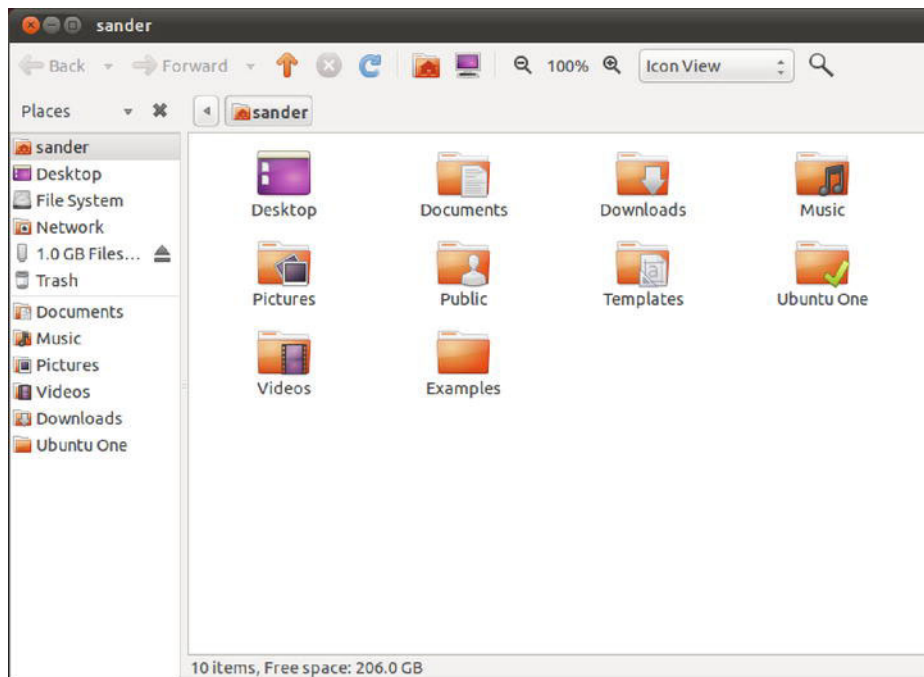 sander
Back Forward 100% Icon View
Places sander
sander
Desktop
File System
Network
1.0 GB Files...
Trash
Documents
Music
Pictures
Videos
Downloads
Ubuntu One
Desktop Documents Downloads Music
Pictures Public Templates Ubuntu One
Videos Examples
10 items, Free space: 206.0 GB